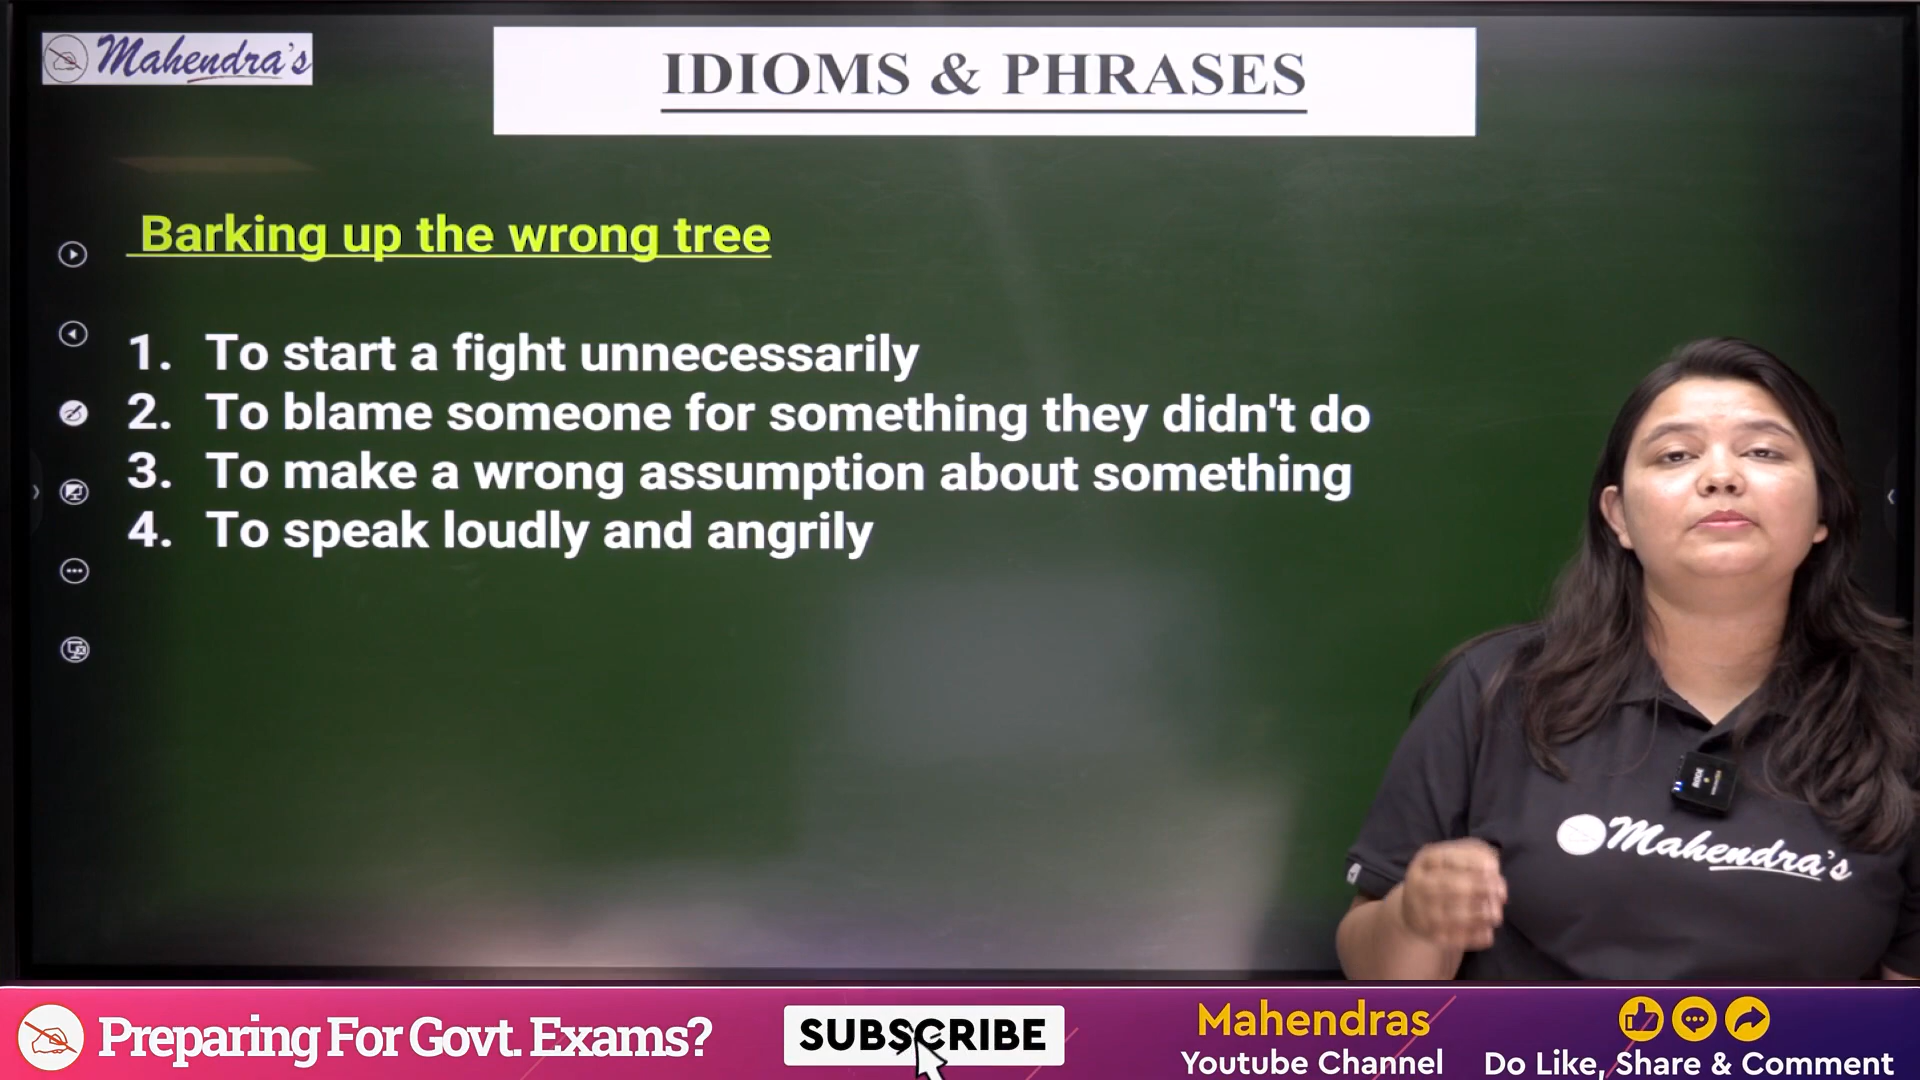 Mahendra's
IDIOMS & PHRASES
Barking up the wrong tree
1. To start a fight unnecessarily
2. To blame someone for something they didn't do
3. To make a wrong assumption about something
4. To speak loudly and angrily
Mahendra's
Preparing For Govt. Exams?
SUBSCRIBE
Mahendras
Youtube Channel
Do Like, Share & Comment